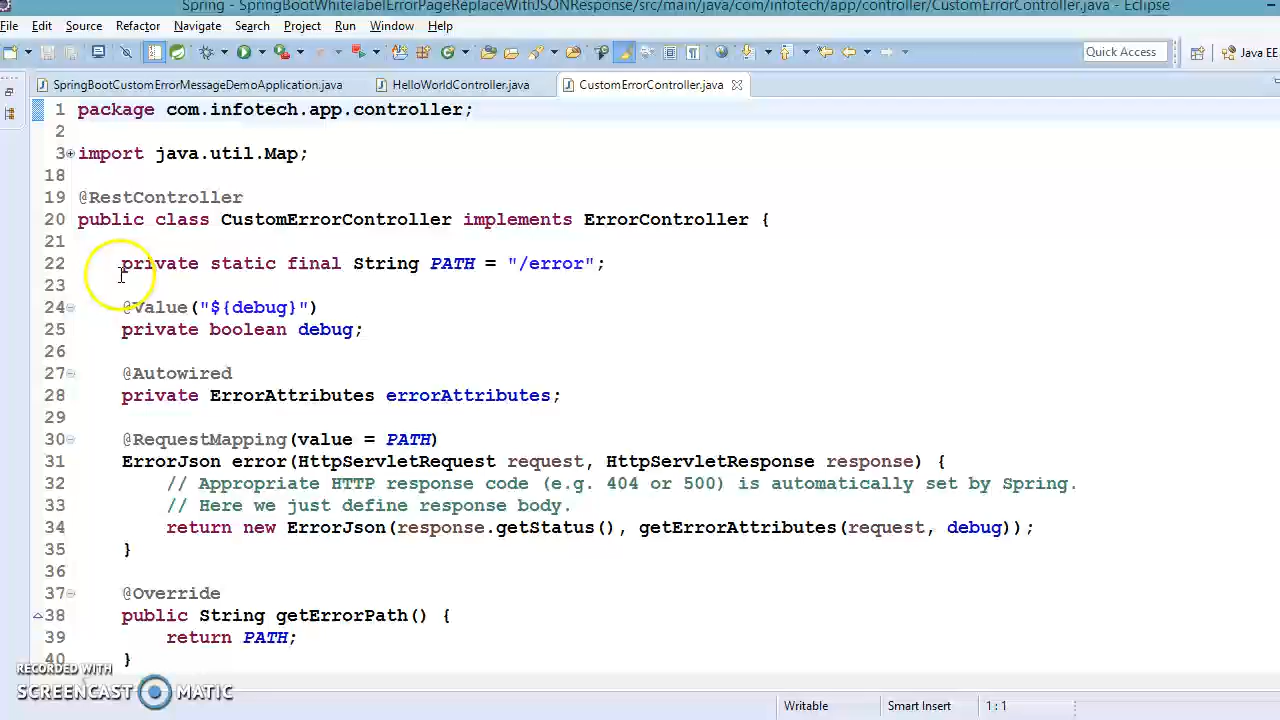 Spring - SpringBootWhitelabelErrorPageReplaceWithJSONResponse/src/main/java/com/infotech/app/controller/CustomErrorController.java - Eclipse
File Edit Source Refactor Navigate Search Project Run Window Help
Quick Access Java EE
SpringBootCustomErrorMessageDemoApplication.java HelloWorldController.java CustomErrorController.java
1 package com.infotech.app.controller;
2
3 import java.util.Map;
18
19 @RestController
20 public class CustomErrorController implements ErrorController {
21
22 private static final String PATH = "/error";
23
24 @Value("${debug}")
25 private boolean debug;
26
27 @Autowired
28 private ErrorAttributes errorAttributes;
29
30 @RequestMapping(value = PATH)
31 ErrorJson error(HttpServletRequest request, HttpServletResponse response) {
32 // Appropriate HTTP response code (e.g. 404 or 500) is automatically set by Spring.
33 // Here we just define response body.
34 return new ErrorJson(response.getStatus(), getErrorAttributes(request, debug));
35 }
36
37 @Override
38 public String getErrorPath() {
39 return PATH;
40 }
RECORDED WITH
SCREENCAST MATIC
Writable Smart Insert 1 : 1